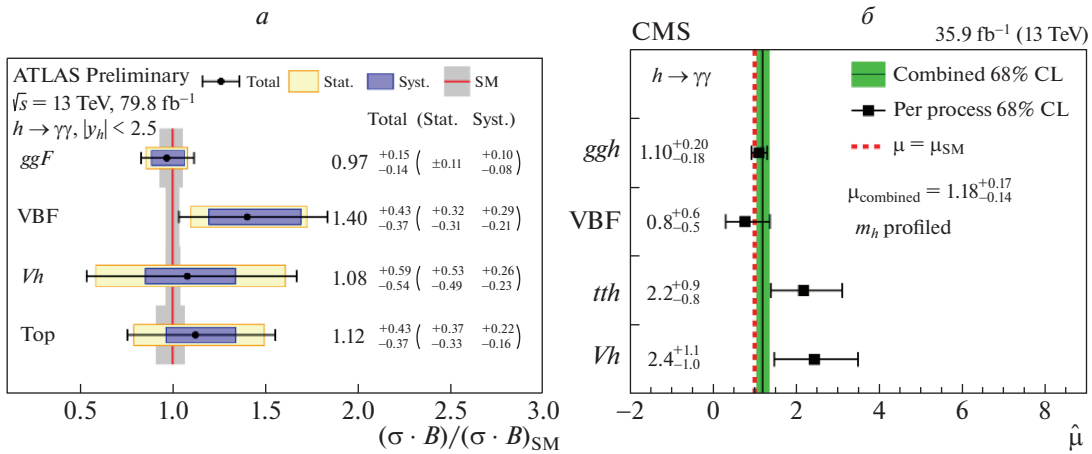 а
ATLAS Preliminary
Total Stat. Syst. SM
√s = 13 TeV, 79.8 fb⁻¹
h → γγ, |y_h| < 2.5
Total (Stat. Syst.)
ggF 0.97 +0.15 −0.14 ( ±0.11 +0.10 −0.08 )
VBF 1.40 +0.43 −0.37 ( +0.32 −0.31 +0.29 −0.21 )
Vh 1.08 +0.59 −0.54 ( +0.53 −0.49 +0.26 −0.23 )
Top 1.12 +0.43 −0.37 ( +0.37 −0.33 +0.22 −0.16 )
0.5 1.0 1.5 2.0 2.5 3.0
(σ · B)/(σ · B)_SM
б
CMS 35.9 fb⁻¹ (13 TeV)
h → γγ
Combined 68% CL
Per process 68% CL
μ = μ_SM
μ_combined = 1.18 +0.17 −0.14
m_h profiled
ggh 1.10 +0.20 −0.18
VBF 0.8 +0.6 −0.5
tth 2.2 +0.9 −0.8
Vh 2.4 +1.1 −1.0
−2 0 2 4 6 8
μ̂